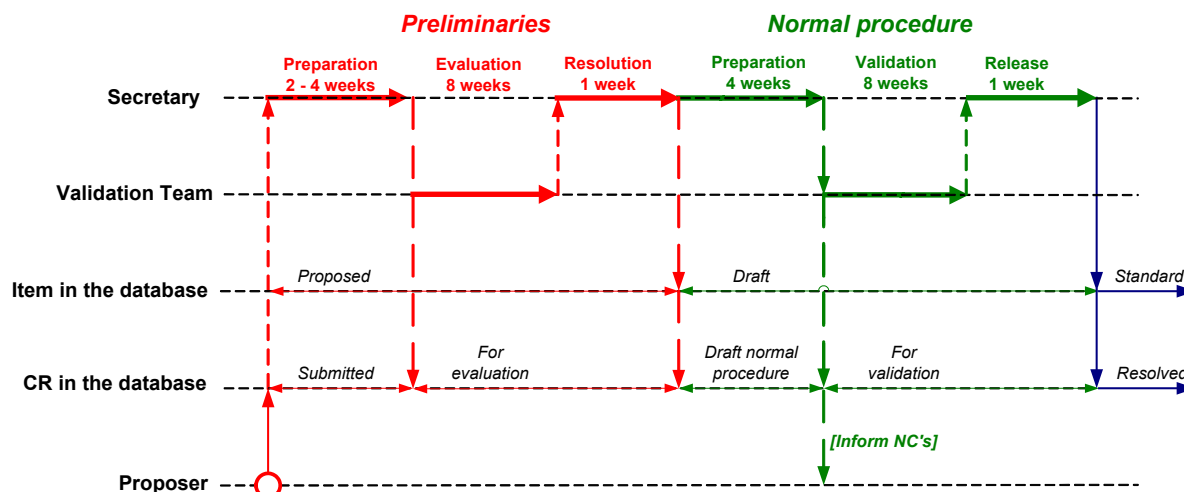 Preliminaries
Normal procedure
Preparation
2 - 4 weeks
Evaluation
8 weeks
Resolution
1 week
Preparation
4 weeks
Validation
8 weeks
Release
1 week
Secretary
Validation Team
Item in the database
Proposed
Draft
Standard
CR in the database
Submitted
For
evaluation
Draft normal
procedure
For
validation
Resolved
[Inform NC's]
Proposer